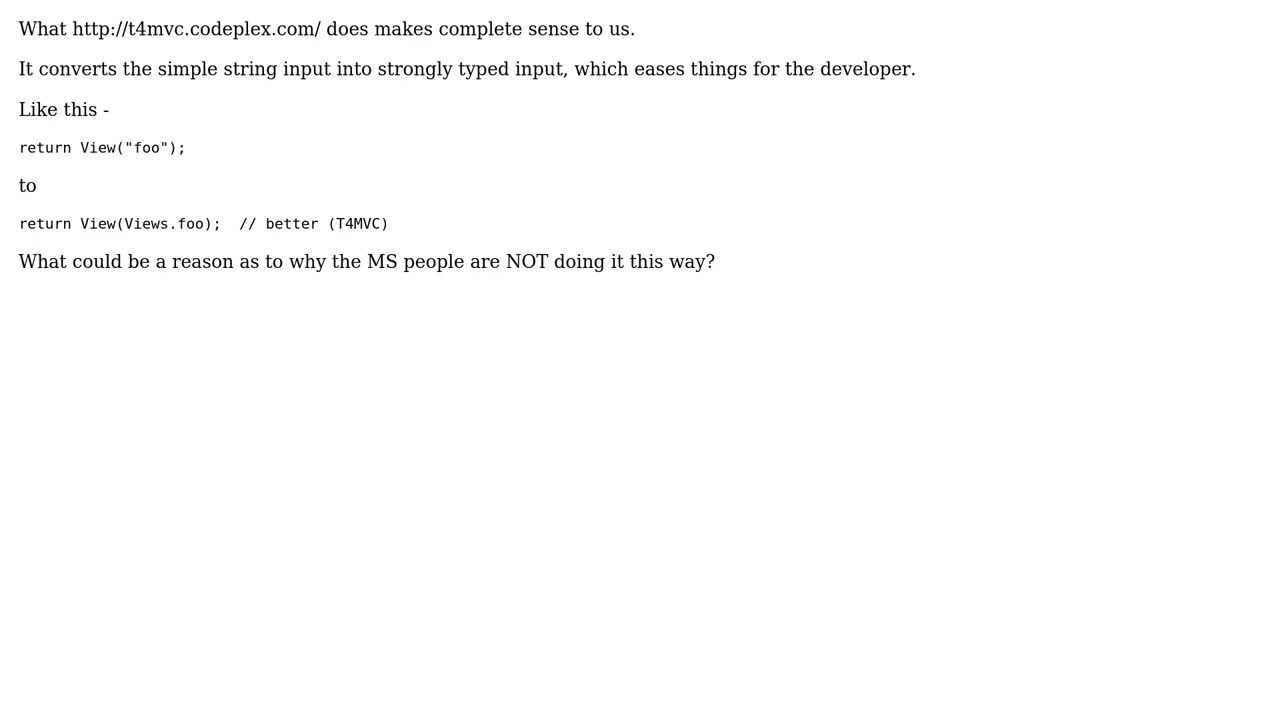 What http://t4mvc.codeplex.com/ does makes complete sense to us.
It converts the simple string input into strongly typed input, which eases things for the developer.
Like this -
return View("foo");
to
return View(Views.foo);  // better (T4MVC)
What could be a reason as to why the MS people are NOT doing it this way?